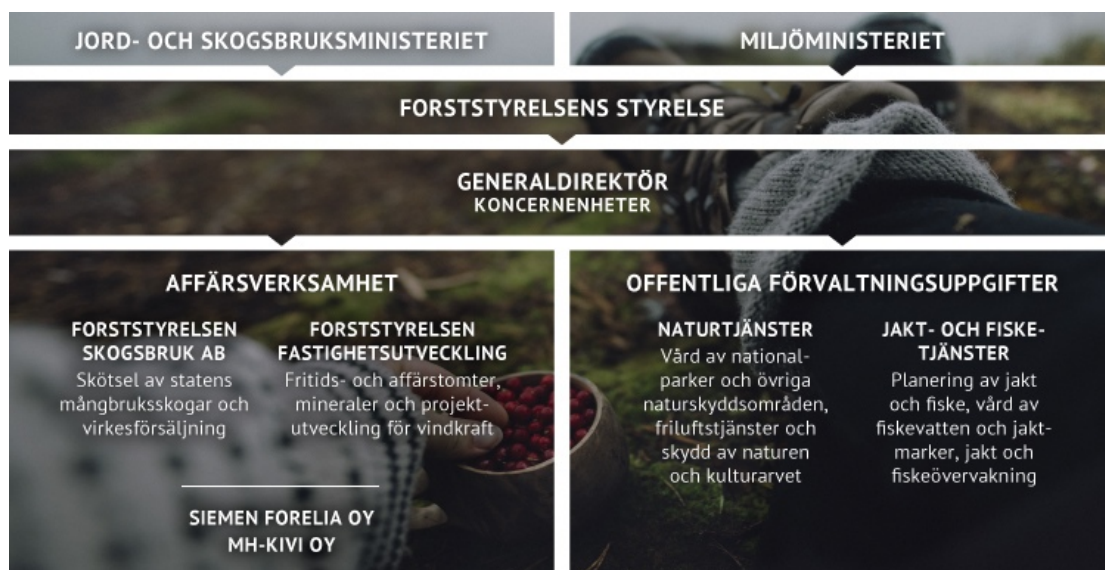 JORD- OCH SKOGSBRUKSMINISTERIET
MILJÖMINISTERIET
FORSTSTYRELSENS STYRELSE
GENERALDIREKTÖR
KONCERNENHETER
AFFÄRSVERKSAMHET
FORSTSTYRELSEN
SKOGSBRUK AB
Skötsel av statens
mångbruksskogar och
virkesförsäljning
FORSTSTYRELSEN
FASTIGHETSUTVECKLING
Fritids- och affärstomter,
mineraler och projekt-
utveckling för vindkraft
SIEMEN FORELIA OY
MH-KIVI OY
OFFENTLIGA FÖRVALTNINGSUPPGIFTER
NATURTJÄNSTER
Vård av national-
parker och övriga
naturskyddsområden,
friluftstjänster och
skydd av naturen
och kulturarvet
JAKT- OCH FISKE-
TJÄNSTER
Planering av jakt
och fiske, vård av
fiskevatten och jakt-
marker, jakt och
fiskeövervakning